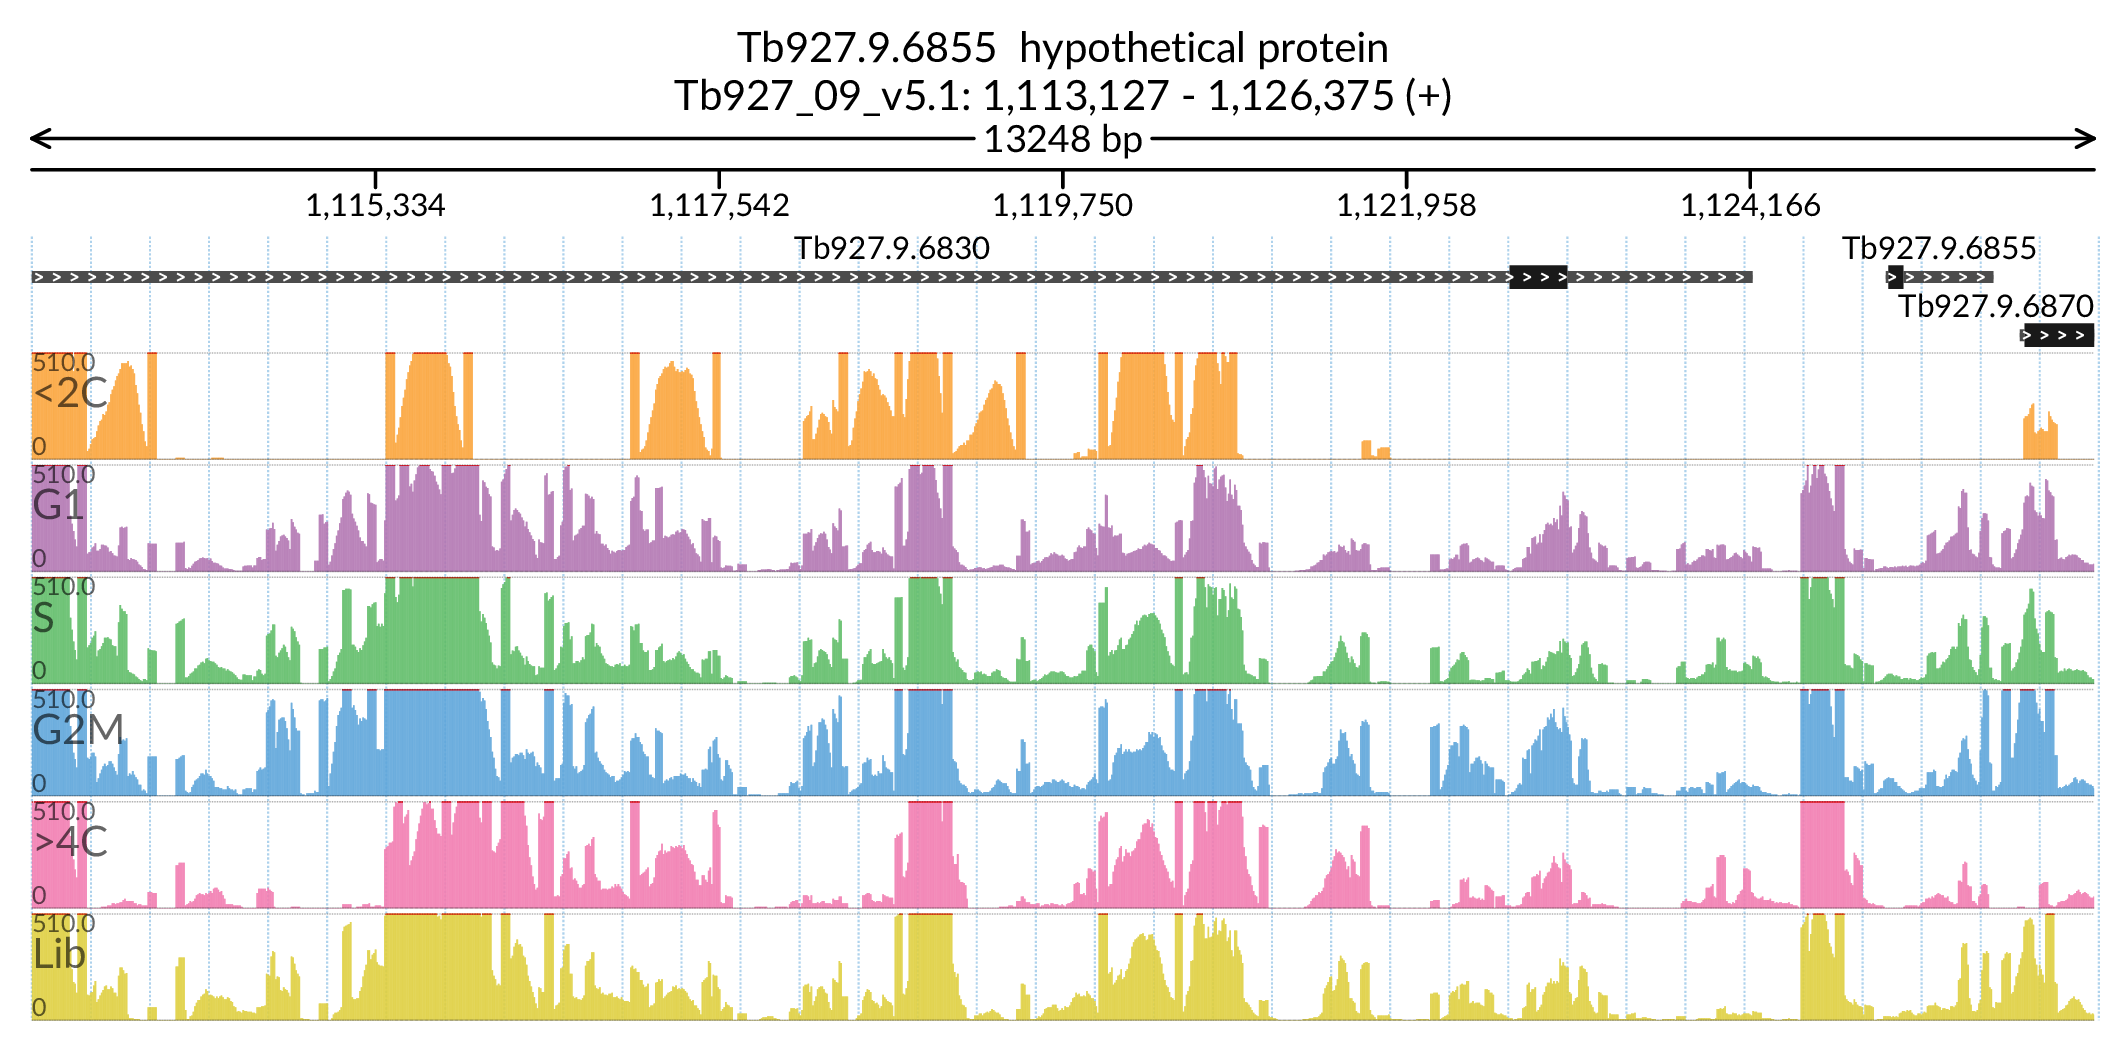 Tb927.9.6855  hypothetical protein
Tb927_09_v5.1: 1,113,127 - 1,126,375 (+)
13248 bp
1,115,334 1,117,542 1,119,750 1,121,958 1,124,166
Tb927.9.6830 Tb927.9.6855
Tb927.9.6870
510.0
<2C
0
510.0
G1
0
510.0
S
0
510.0
G2M
0
510.0
>4C
0
510.0
Lib
0